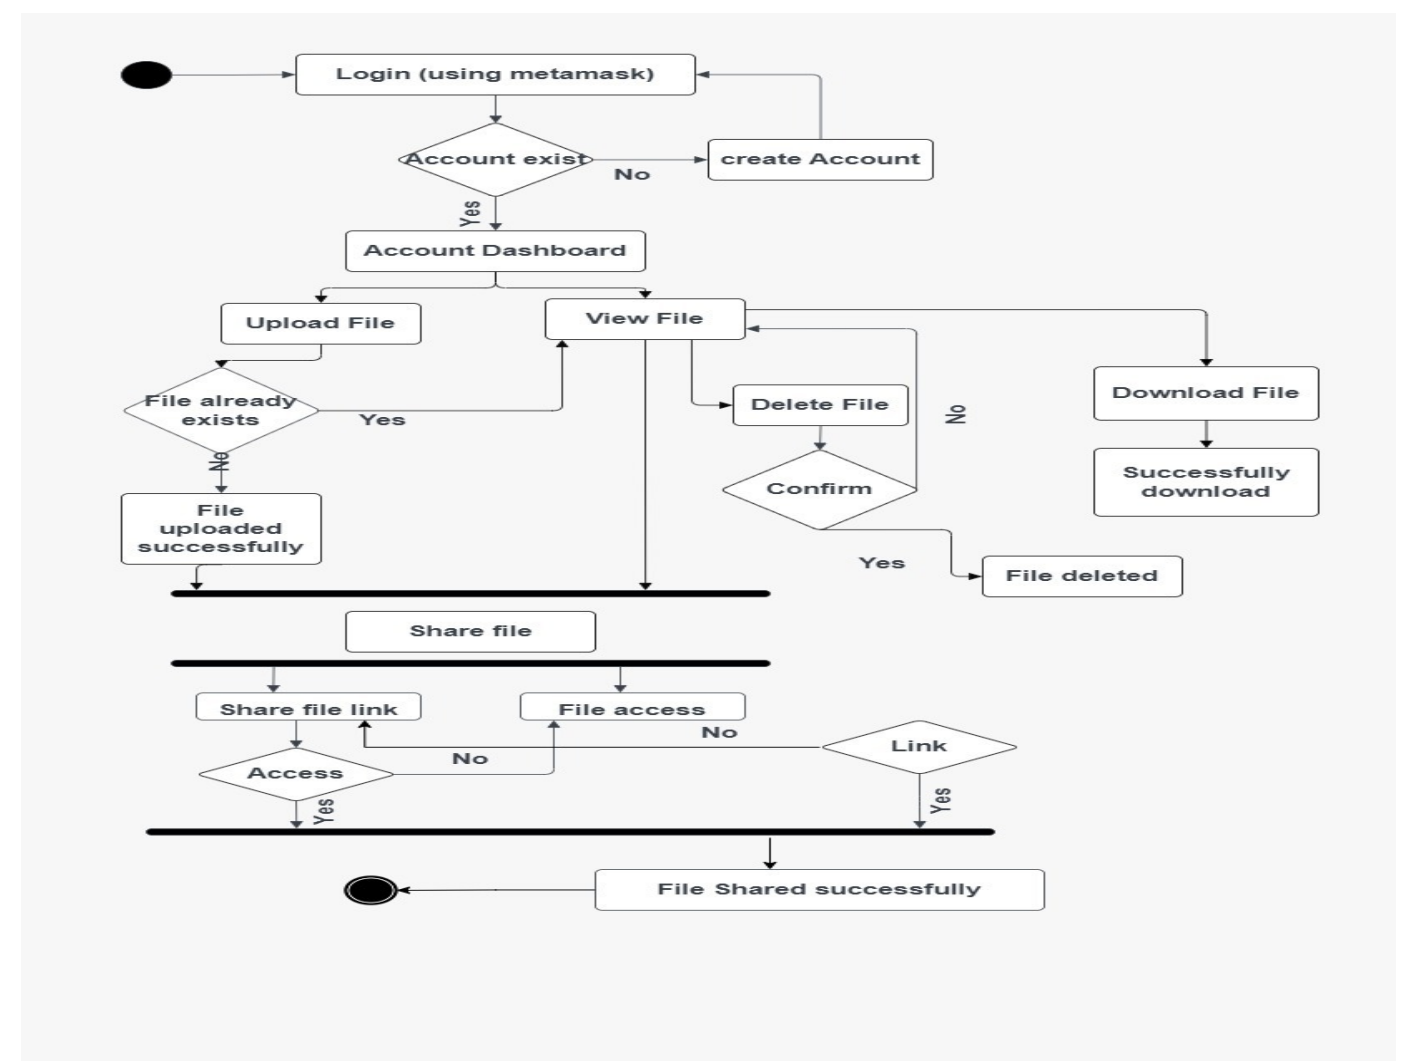 Login (using metamask)
Account exist
No
create Account
Yes
Account Dashboard
Upload File
View File
File already
exists
Yes
Delete File
No
Download File
No
Confirm
Successfully
download
File
uploaded
successfully
Yes
File deleted
Share file
Share file link
File access
No
Link
No
Access
Yes
Yes
File Shared successfully